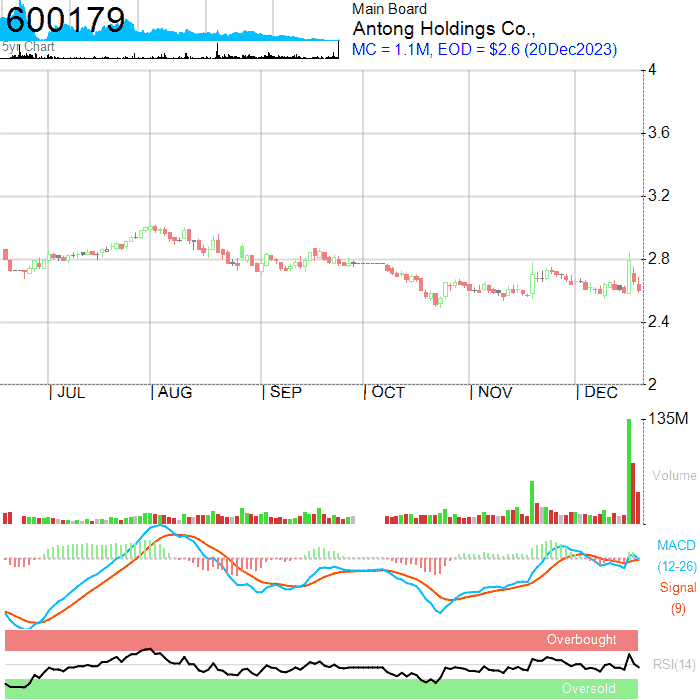 600179
5yr Chart
Main Board
Antong Holdings Co.,
MC = 1.1M, EOD = $2.6 (20Dec2023)
4
3.6
3.2
2.8
2.4
2
JUL AUG SEP OCT NOV DEC
135M
Volume
MACD
(12-26)
Signal
(9)
Overbought
RSI(14)
Oversold